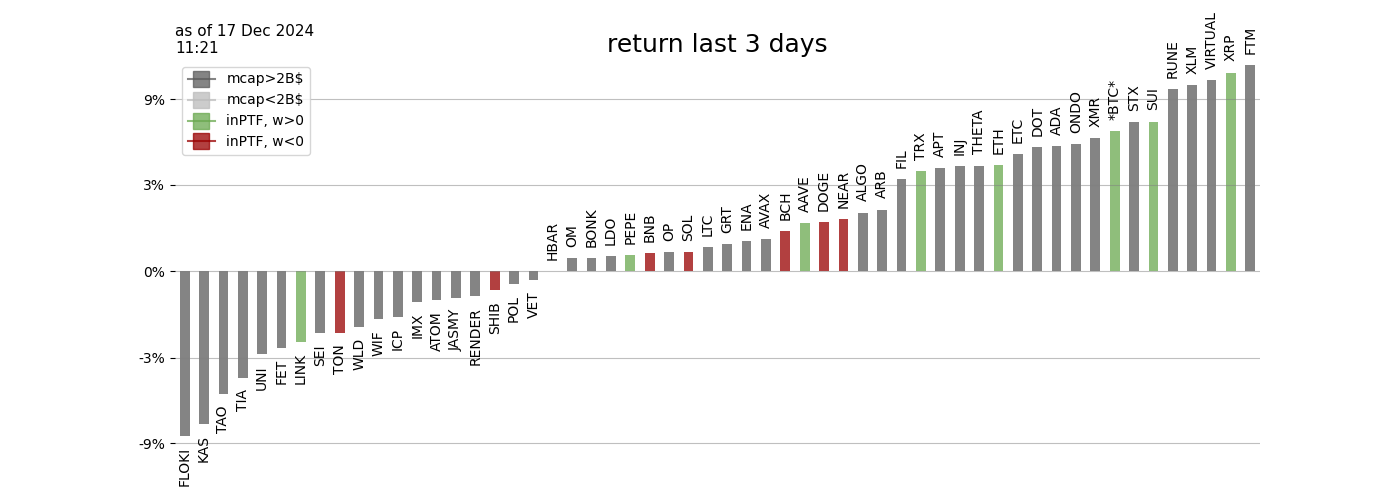 as of 17 Dec 2024
11:21
return last 3 days
mcap>2B$
mcap<2B$
inPTF, w>0
inPTF, w<0
9%
3%
0%
-3%
-9%
FLOKI
KAS
TAO
TIA
UNI
FET
LINK
SEI
TON
WLD
WIF
ICP
IMX
ATOM
JASMY
RENDER
SHIB
POL
VET
HBAR
OM
BONK
LDO
PEPE
BNB
OP
SOL
LTC
GRT
ENA
AVAX
BCH
AAVE
DOGE
NEAR
ALGO
ARB
FIL
TRX
APT
INJ
THETA
ETH
ETC
DOT
ADA
ONDO
XMR
*BTC*
STX
SUI
RUNE
XLM
VIRTUAL
XRP
FTM